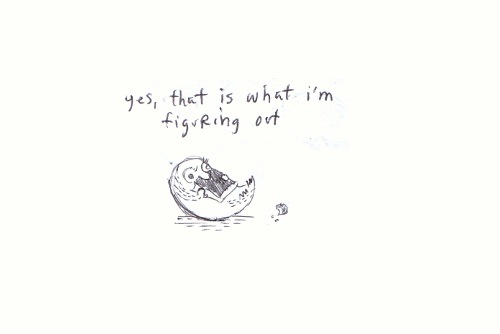 yes, that is what i'm
figuring out